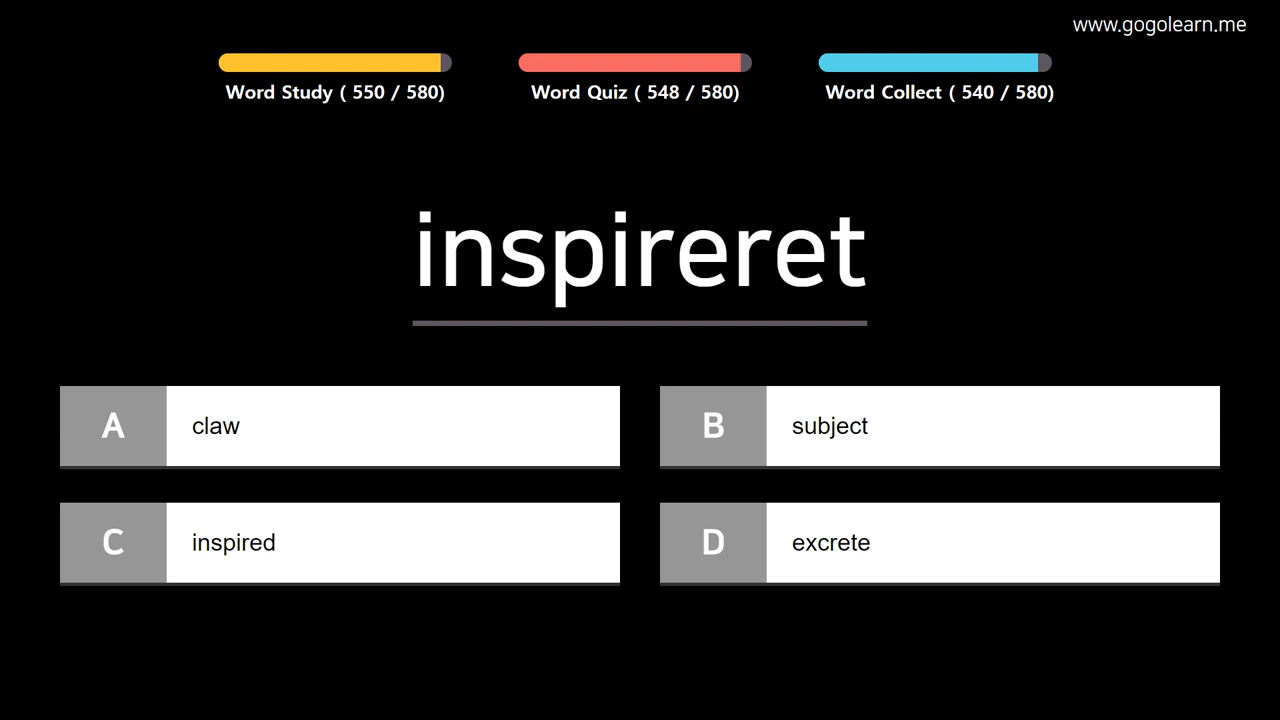 www.gogolearn.me
Word Study ( 550 / 580)
Word Quiz ( 548 / 580)
Word Collect ( 540 / 580)
inspireret
A claw
B subject
C inspired
D excrete